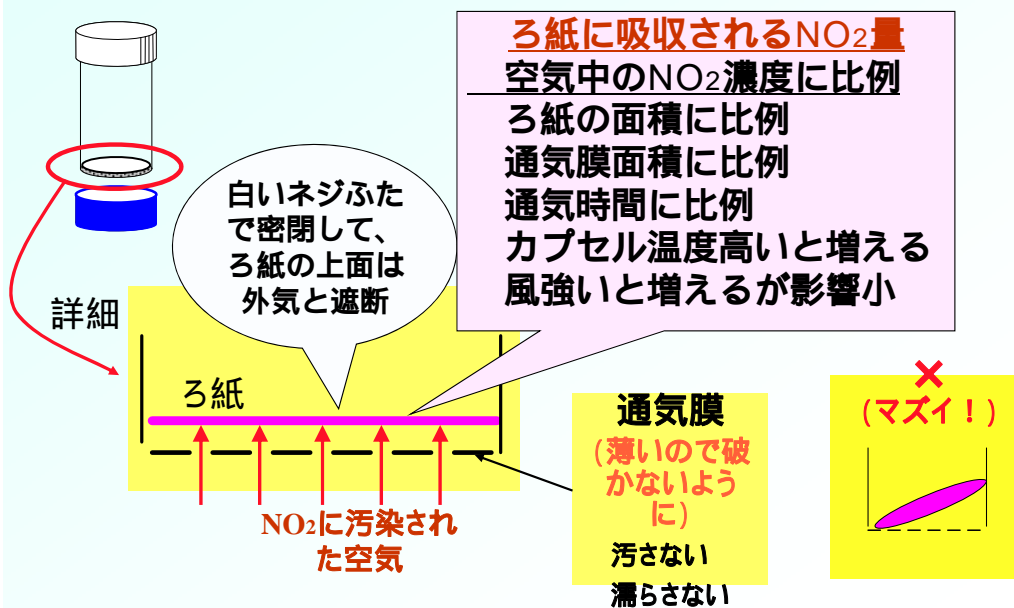 ろ紙に吸収されるNO2量
空気中のNO2濃度に比例
ろ紙の面積に比例
通気膜面積に比例
通気時間に比例
カプセル温度高いと増える
風強いと増えるが影響小
白いネジふた
で密閉して、
ろ紙の上面は
外気と遮断
詳細
ろ紙
NO2に汚染され
た空気
通気膜
(薄いので破
かないよう
に)
汚さない
濡らさない
×
(マズイ！)